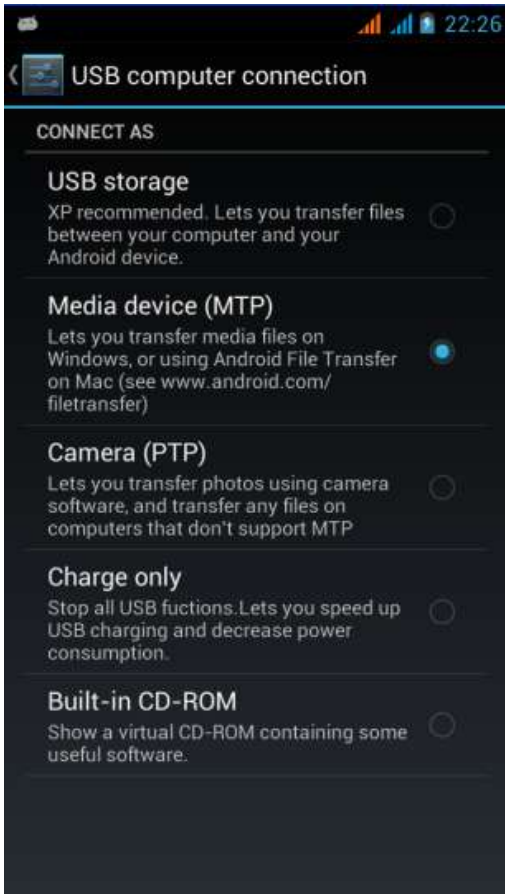 22:26
USB computer connection
CONNECT AS
USB storage
XP recommended. Lets you transfer files
between your computer and your
Android device.
Media device (MTP)
Lets you transfer media files on
Windows, or using Android File Transfer
on Mac (see www.android.com/
filetransfer)
Camera (PTP)
Lets you transfer photos using camera
software, and transfer any files on
computers that don't support MTP
Charge only
Stop all USB fuctions.Lets you speed up
USB charging and decrease power
consumption.
Built-in CD-ROM
Show a virtual CD-ROM containing some
useful software.